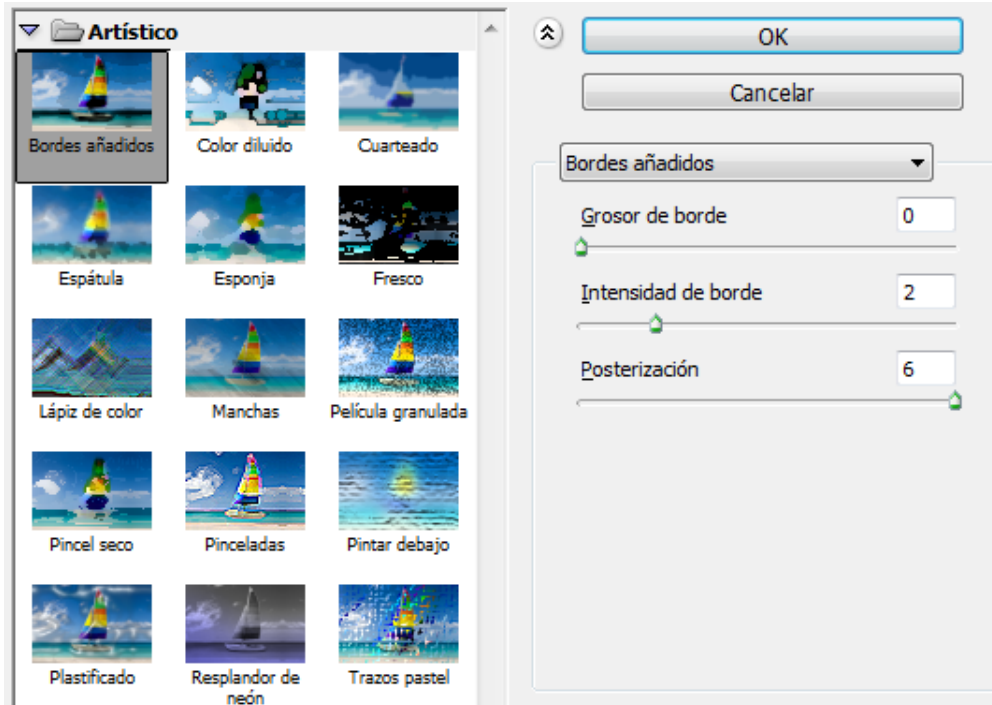 Artístico
Bordes añadidos
Color diluido
Cuarteado
Espátula
Esponja
Fresco
Lápiz de color
Manchas
Película granulada
Pincel seco
Pinceladas
Pintar debajo
Plastificado
Resplandor de
neón
Trazos pastel
OK
Cancelar
Bordes añadidos
Grosor de borde
0
Intensidad de borde
2
Posterización
6